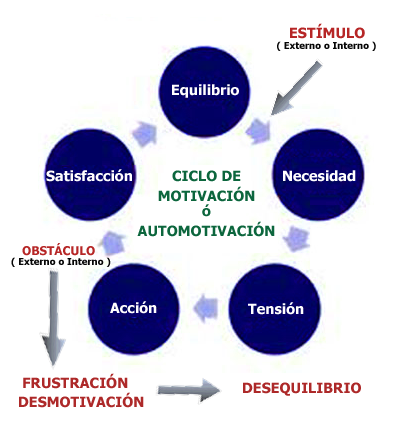 ESTÍMULO
( Externo o Interno )
Equilibrio
Satisfacción
Necesidad
CICLO DE
MOTIVACIÓN
Ó
AUTOMOTIVACIÓN
OBSTÁCULO
( Externo o Interno )
Acción
Tensión
FRUSTRACIÓN
DESMOTIVACIÓN
DESEQUILIBRIO